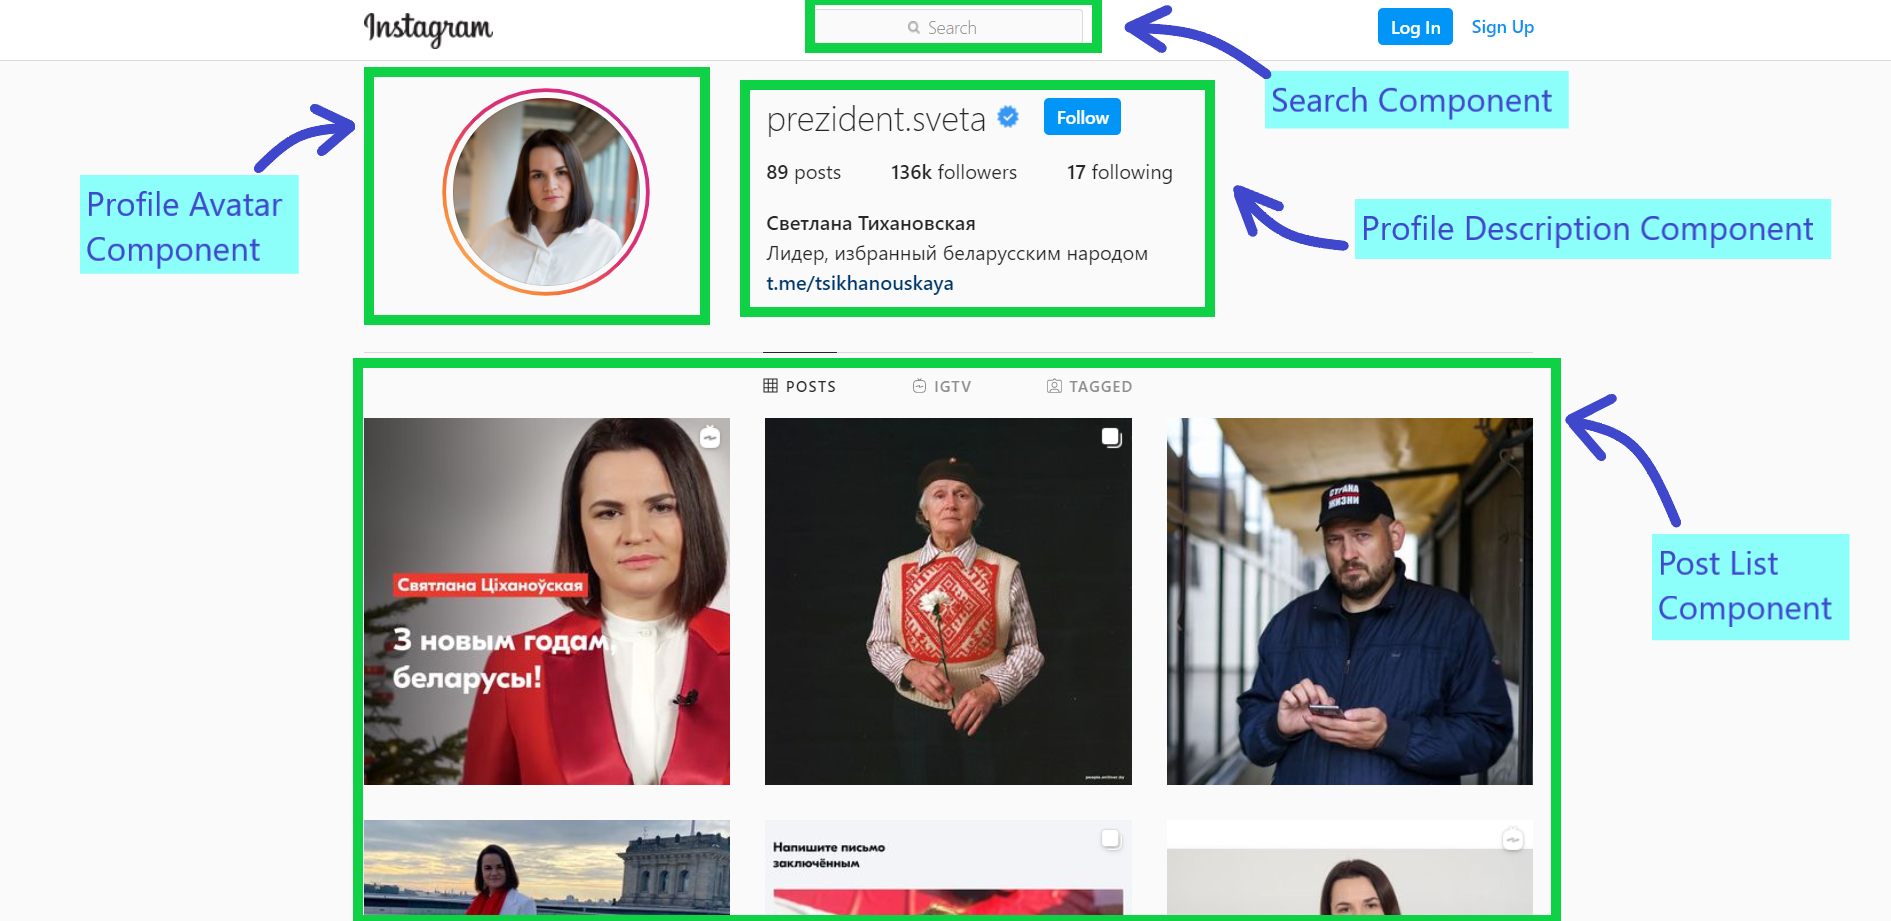 Instagram
Search
Log In
Sign Up
Search Component
Profile Avatar
Component
prezident.sveta
Follow
89 posts 136k followers 17 following
Светлана Тихановская
Лидер, избранный беларусским народом
t.me/tsikhanouskaya
Profile Description Component
POSTS IGTV TAGGED
Святлана Ціханоўская
З новым годам,
беларусы!
СТРАНА
ЖИЗНИ
Post List
Component
Напишите письмо
заключённым